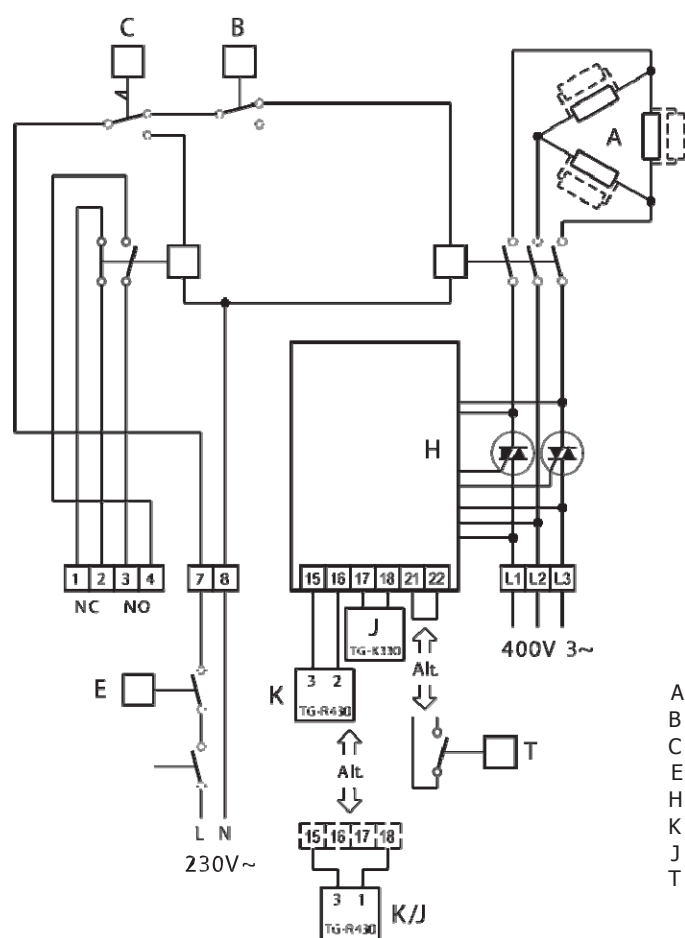 C B
A
H
1 2 3 4 7 8
NC NO
15 16 17 18 21 22
L1 L2 L3
400V 3~
J
TG-K330
Alt.
E
K
3 2
TG-R430
T
Alt.
L N
230V~
15 16 17 18
3 1
TG-R430
K/J
A
B
C
E
H
K
J
T